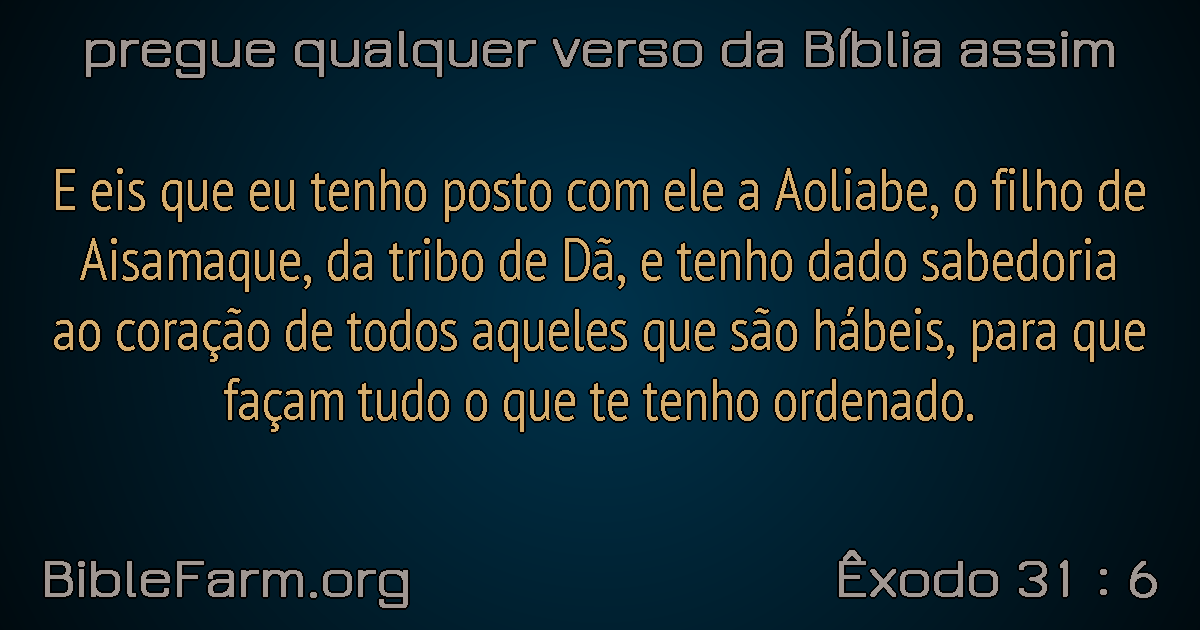 pregue qualquer verso da Bíblia assim
E eis que eu tenho posto com ele a Aoliabe, o filho de
Aisamaque, da tribo de Dã, e tenho dado sabedoria
ao coração de todos aqueles que são hábeis, para que
façam tudo o que te tenho ordenado.
BibleFarm.org
Êxodo 31 : 6